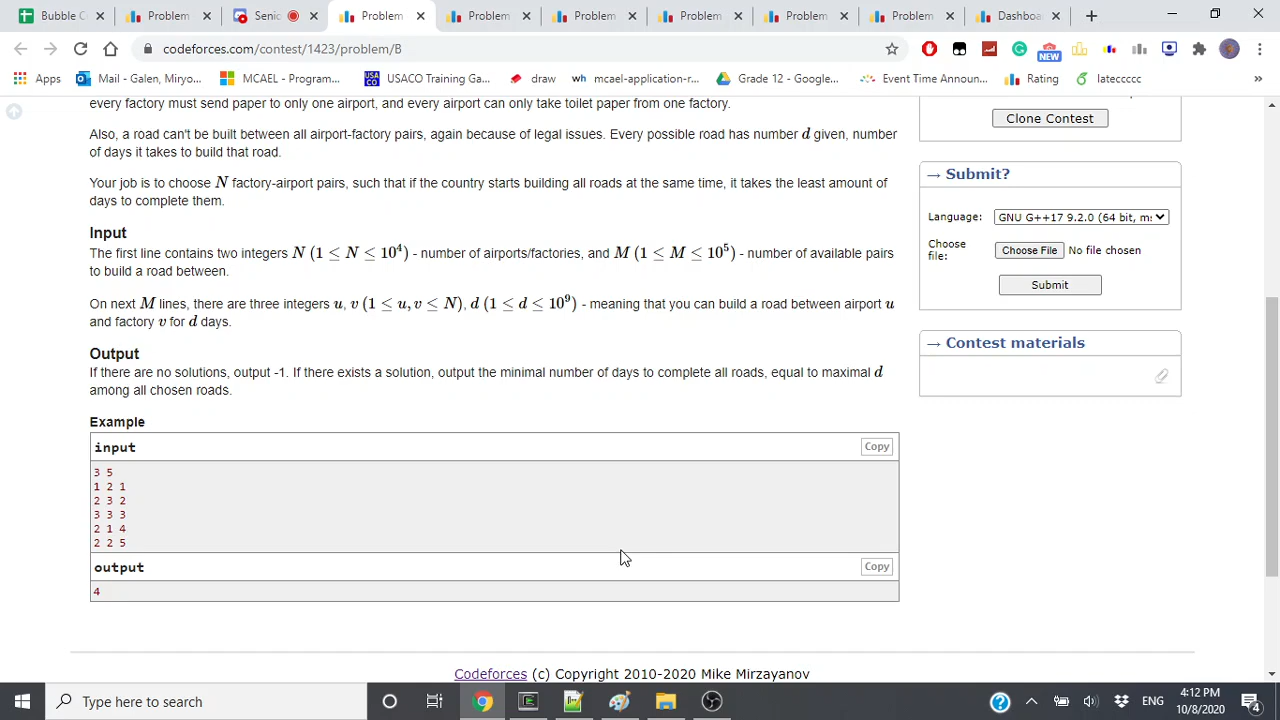 Bubble C
Problem
Senio
Problem
Problem
Problem
Problem
Problem
Problem
Dashbo
codeforces.com/contest/1423/problem/B
NEW
Apps
Mail - Galen, Miryo...
MCAEL - Program...
USACO Training Ga...
draw
wh mcael-application-r...
Grade 12 - Google...
Event Time Announ...
Rating
lateccccc
every factory must send paper to only one airport, and every airport can only take toilet paper from one factory.
Also, a road can't be built between all airport-factory pairs, again because of legal issues. Every possible road has number d given, number
of days it takes to build that road.
Your job is to choose N factory-airport pairs, such that if the country starts building all roads at the same time, it takes the least amount of
days to complete them.
Input
The first line contains two integers N (1 ≤ N ≤ 10⁴) - number of airports/factories, and M (1 ≤ M ≤ 10⁵) - number of available pairs
to build a road between.
On next M lines, there are three integers u, v (1 ≤ u, v ≤ N), d (1 ≤ d ≤ 10⁹) - meaning that you can build a road between airport u
and factory v for d days.
Output
If there are no solutions, output -1. If there exists a solution, output the minimal number of days to complete all roads, equal to maximal d
among all chosen roads.
Example
input
Copy
3 5
1 2 1
2 3 2
3 3 3
2 1 4
2 2 5
output
Copy
4
Clone Contest
→ Submit?
Language:
GNU G++17 9.2.0 (64 bit, m
Choose
file:
Choose File No file chosen
Submit
→ Contest materials
Codeforces (c) Copyright 2010-2020 Mike Mirzayanov
Type here to search
ENG
4:12 PM
10/8/2020
4